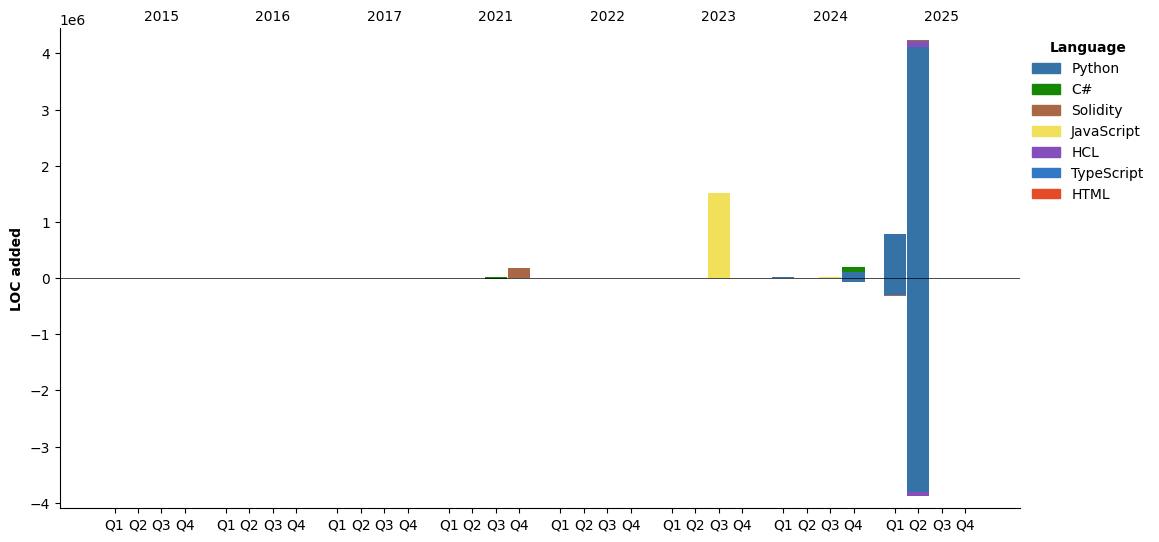 1e6 2015 2016 2017 2021 2022 2023 2024 2025
LOC added
4
3
2
1
0
−1
−2
−3
−4
Q1 Q2 Q3 Q4 Q1 Q2 Q3 Q4 Q1 Q2 Q3 Q4 Q1 Q2 Q3 Q4 Q1 Q2 Q3 Q4 Q1 Q2 Q3 Q4 Q1 Q2 Q3 Q4 Q1 Q2 Q3 Q4
Language
Python
C#
Solidity
JavaScript
HCL
TypeScript
HTML